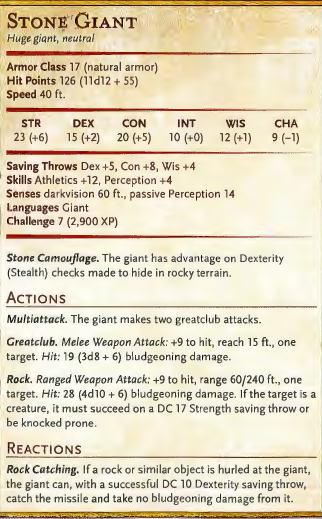 STONE GIANT
Huge giant, neutral
Armor Class 17 (natural armor)
Hit Points 126 (11d12 + 55)
Speed 40 ft.
STR DEX CON INT WIS CHA
23 (+6) 15 (+2) 20 (+5) 10 (+0) 12 (+1) 9 (−1)
Saving Throws Dex +5, Con +8, Wis +4
Skills Athletics +12, Perception +4
Senses darkvision 60 ft., passive Perception 14
Languages Giant
Challenge 7 (2,900 XP)
Stone Camouflage. The giant has advantage on Dexterity
(Stealth) checks made to hide in rocky terrain.
ACTIONS
Multiattack. The giant makes two greatclub attacks.
Greatclub. Melee Weapon Attack: +9 to hit, reach 15 ft., one
target. Hit: 19 (3d8 + 6) bludgeoning damage.
Rock. Ranged Weapon Attack: +9 to hit, range 60/240 ft., one
target. Hit: 28 (4d10 + 6) bludgeoning damage. If the target is a
creature, it must succeed on a DC 17 Strength saving throw or
be knocked prone.
REACTIONS
Rock Catching. If a rock or similar object is hurled at the giant,
the giant can, with a successful DC 10 Dexterity saving throw,
catch the missile and take no bludgeoning damage from it.